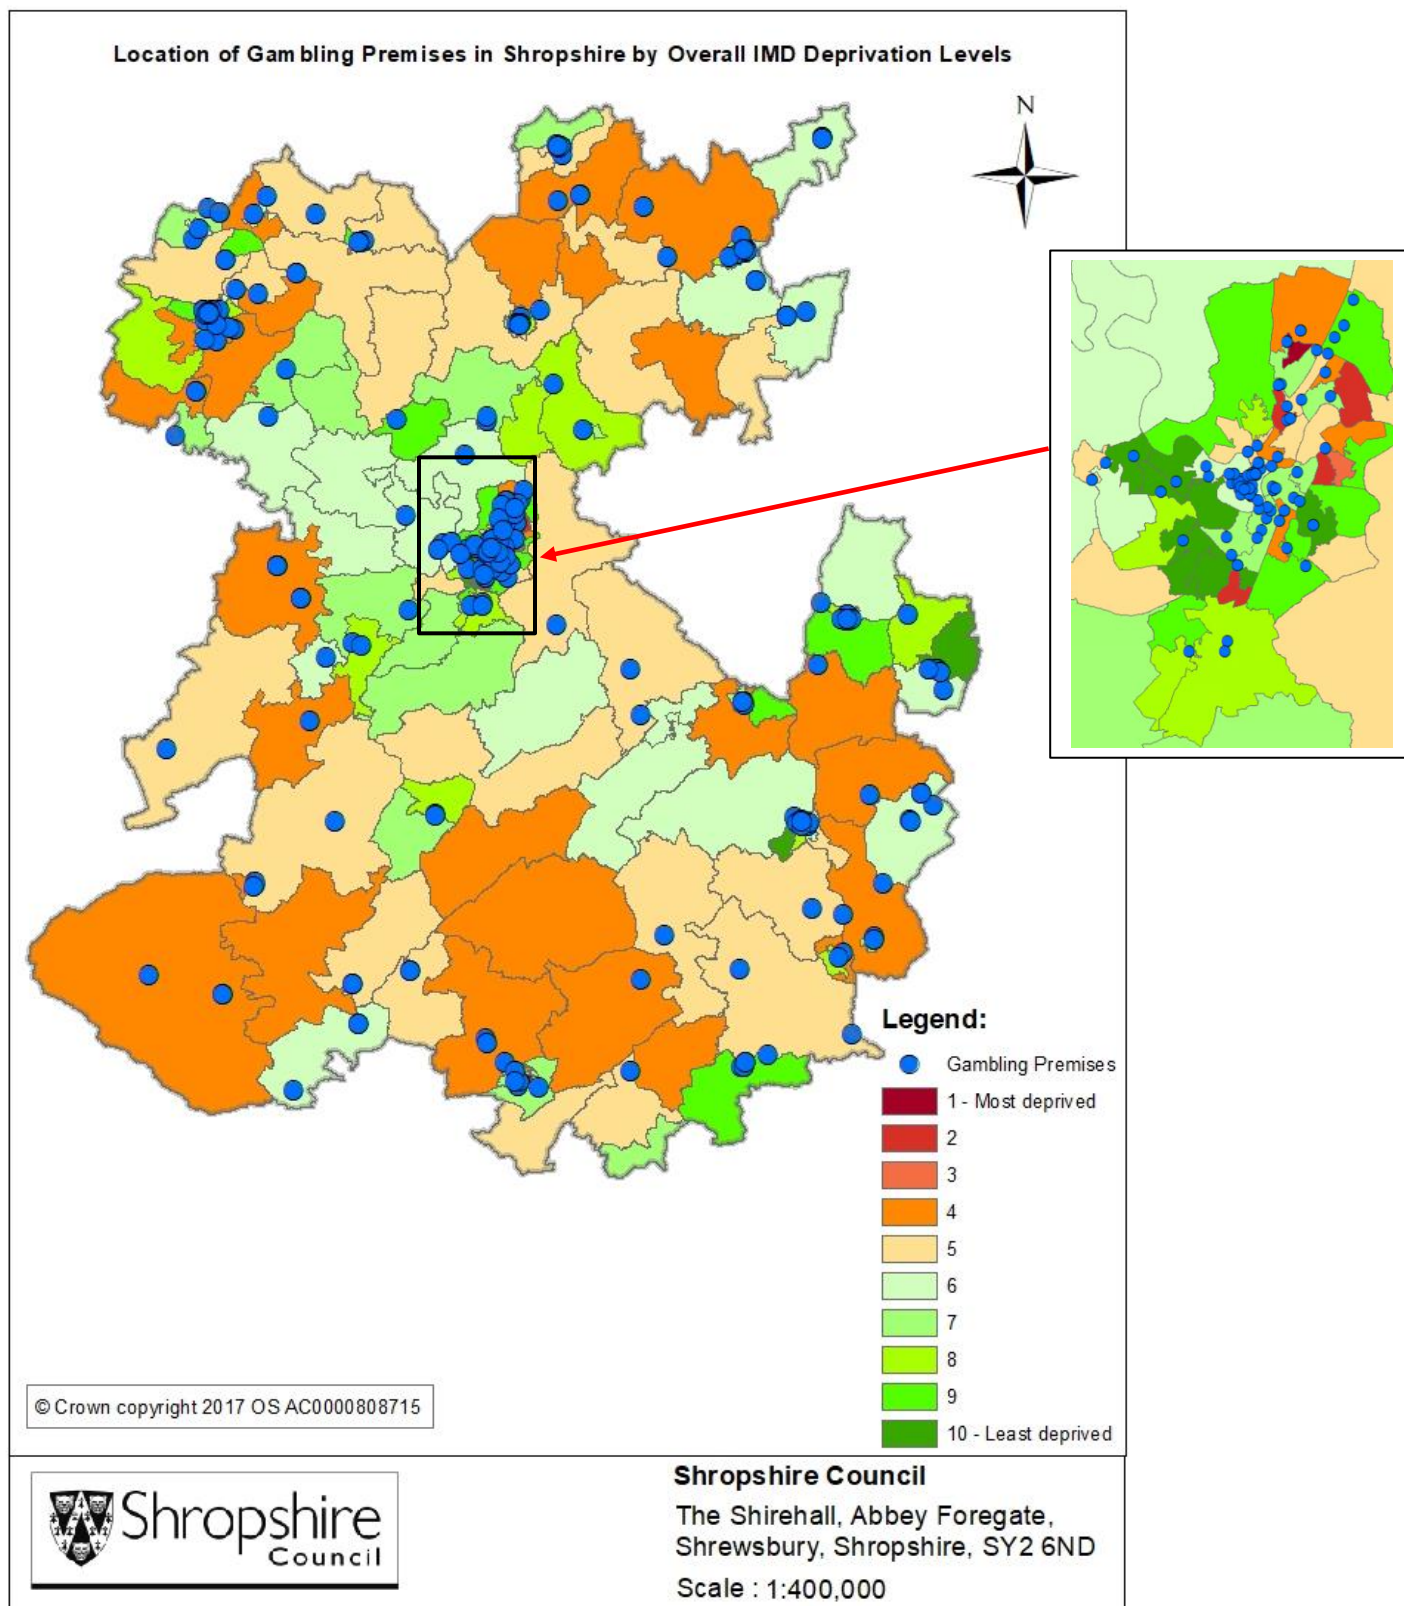 Location of Gambling Premises in Shropshire by Overall IMD Deprivation Levels
N
Legend:
Gambling Premises
1 - Most deprived
2
3
4
5
6
7
8
9
10 - Least deprived
© Crown copyright 2017 OS AC0000808715
Shropshire
Council
Shropshire Council
The Shirehall, Abbey Foregate,
Shrewsbury, Shropshire, SY2 6ND
Scale : 1:400,000